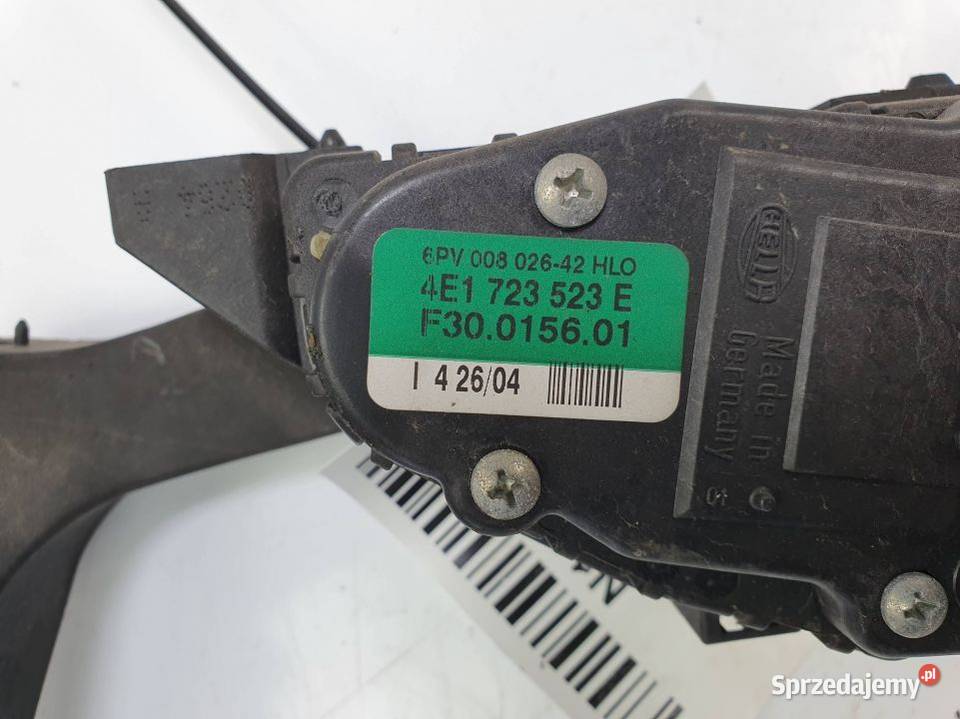 6PV 008 026-42 HLO
4E1 723 523 E
F30.0156.01
I 4 26/04
HELLA
Made in
Germany
Sprzedajemy.pl